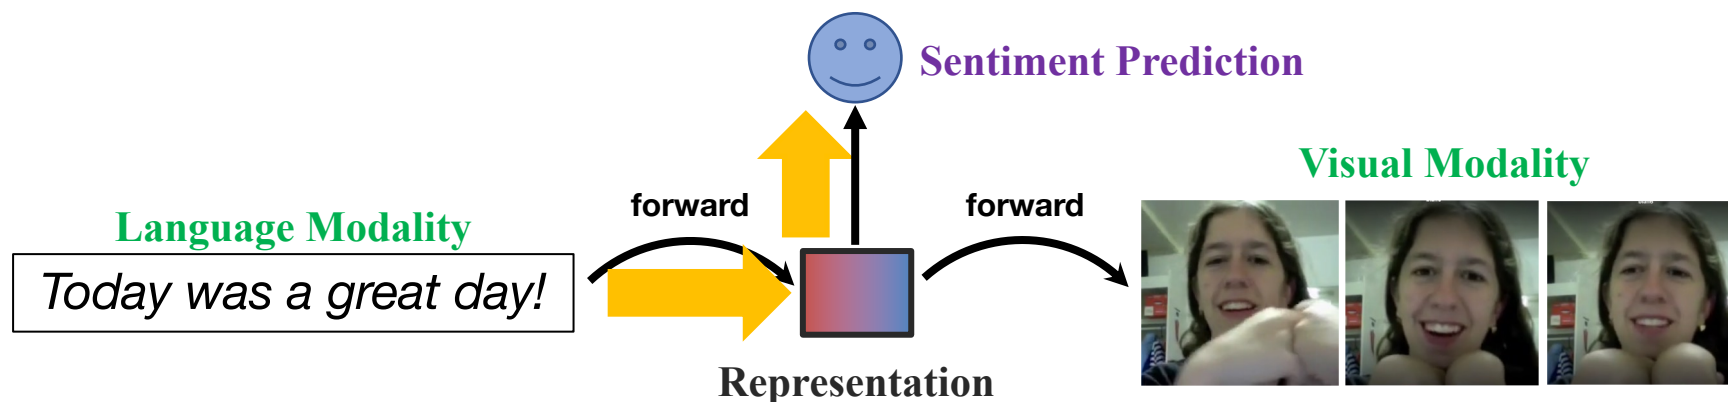 Sentiment Prediction
Visual Modality
forward
forward
Language Modality
Today was a great day!
Representation